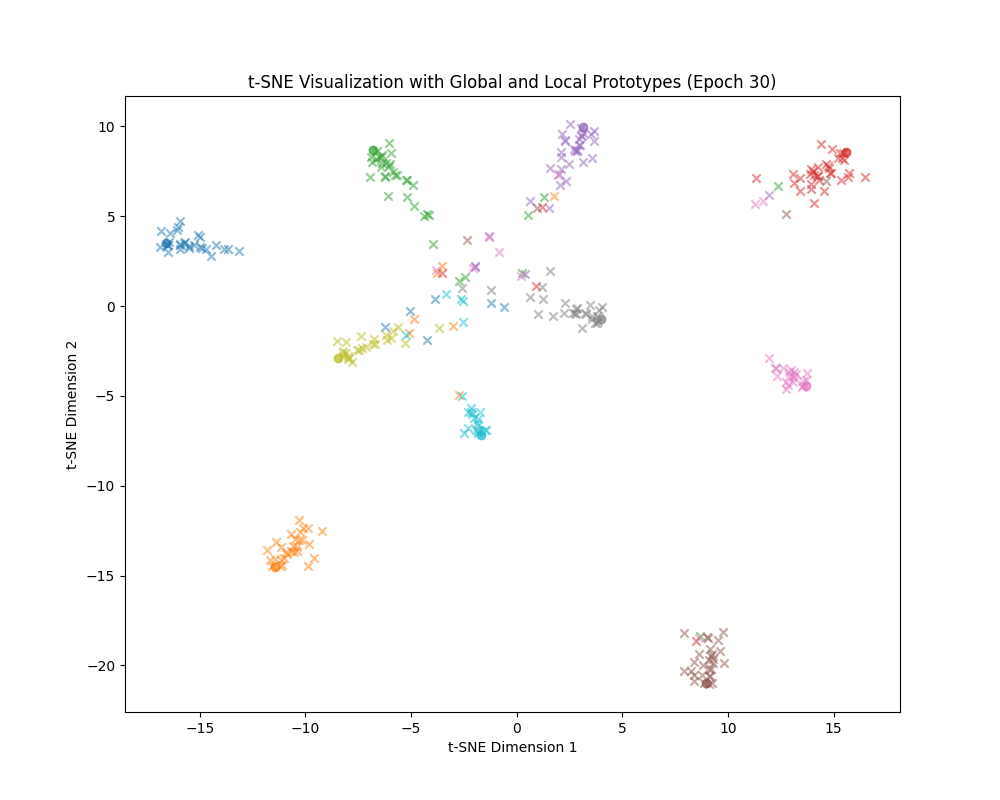 t-SNE Visualization with Global and Local Prototypes (Epoch 30)
10
5
0
−5
−10
−15
−20
t-SNE Dimension 2
−15 −10 −5 0 5 10 15
t-SNE Dimension 1